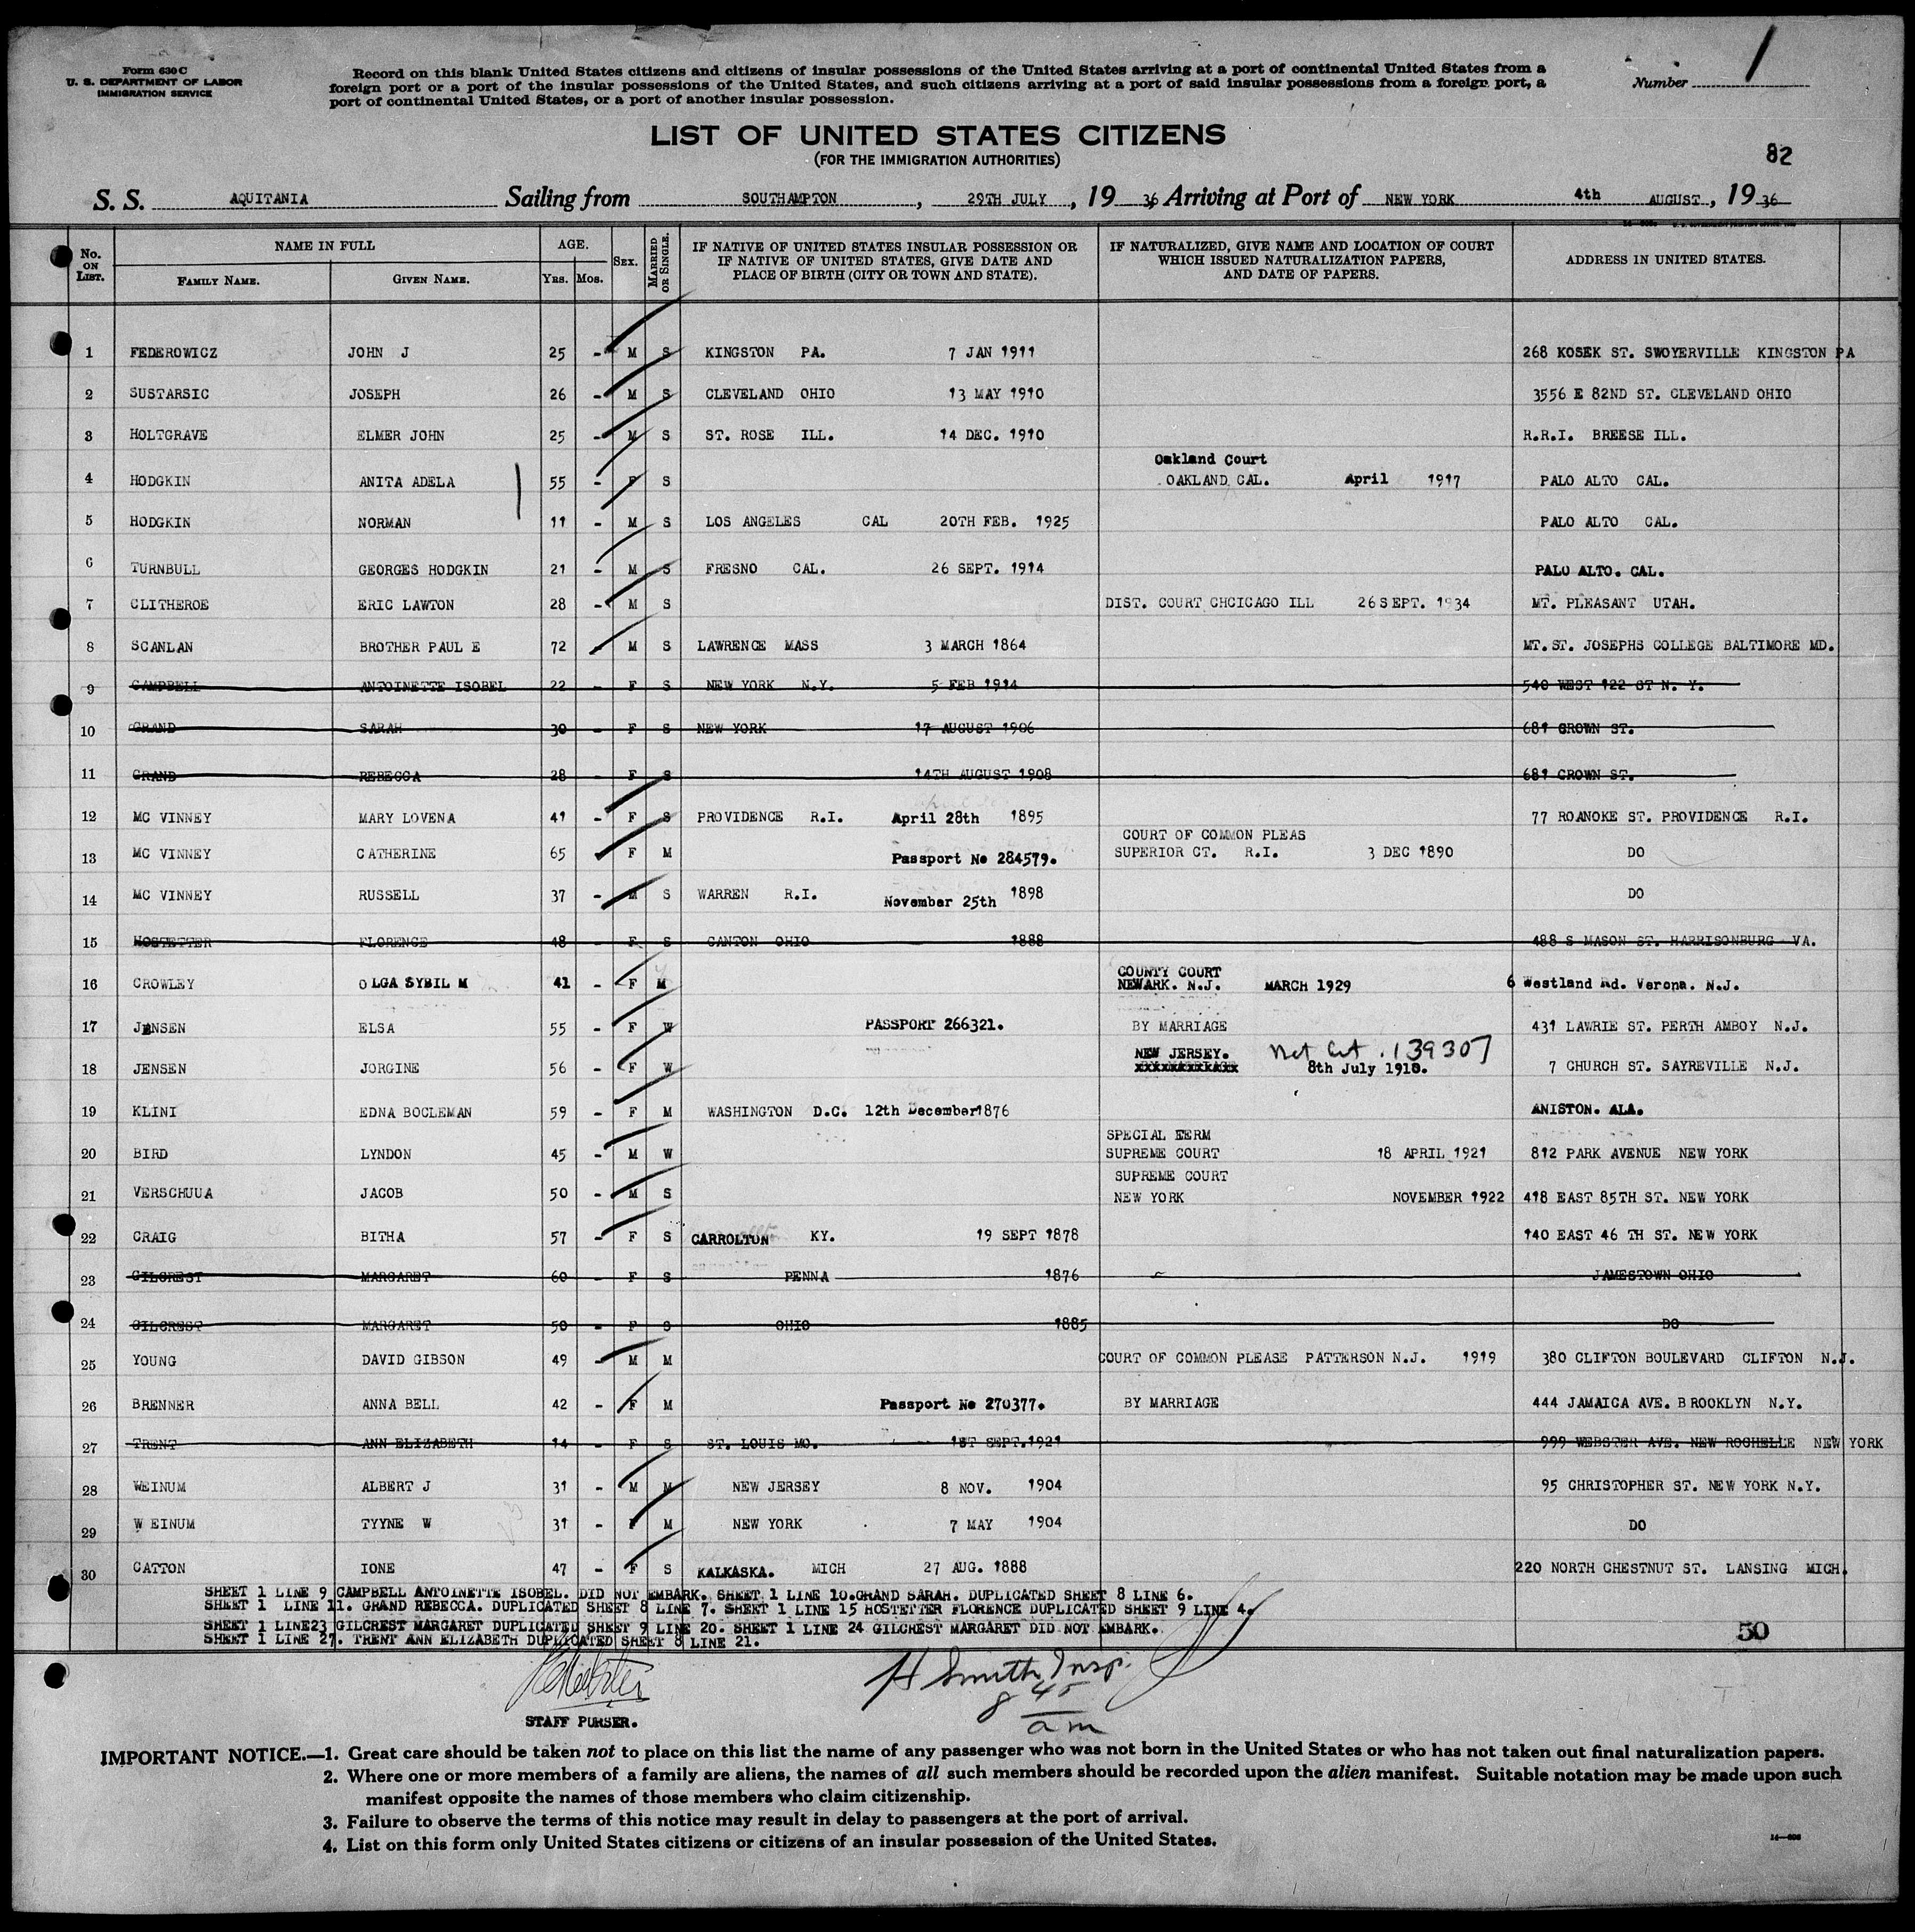 Form 630 C
U. S. DEPARTMENT OF LABOR
IMMIGRATION SERVICE
Record on this blank United States citizens and citizens of insular possessions of the United States arriving at a port of continental United States from a
foreign port or a port of the insular possessions of the United States, and such citizens arriving at a port of said insular possessions from a foreign port, a
port of continental United States, or a port of another insular possession.
Number 1
LIST OF UNITED STATES CITIZENS
(FOR THE IMMIGRATION AUTHORITIES)
82
S. S. AQUITANIA Sailing from SOUTHAMPTON, 29TH JULY, 19 36, Arriving at Port of NEW YORK 4th AUGUST, 19 36
No. ON LIST. NAME IN FULL FAMILY NAME. GIVEN NAME. AGE. YRS. MOS. SEX. MARRIED OR SINGLE. IF NATIVE OF UNITED STATES INSULAR POSSESSION OR IF NATIVE OF UNITED STATES, GIVE DATE AND PLACE OF BIRTH (CITY OR TOWN AND STATE). IF NATURALIZED, GIVE NAME AND LOCATION OF COURT WHICH ISSUED NATURALIZATION PAPERS, AND DATE OF PAPERS. ADDRESS IN UNITED STATES.
1 FEDEROWICZ JOHN J 25 - M S KINGSTON PA. 7 JAN 1911 268 KOSEK ST. SWOYERVILLE KINGSTON PA
2 SUSTARSIC JOSEPH 26 - M S CLEVELAND OHIO 13 MAY 1910 3556 E 82ND ST. CLEVELAND OHIO
3 HOLTGRAVE ELMER JOHN 25 - M S ST. ROSE ILL. 14 DEC. 1910 R.R.I. BREESE ILL.
Oakland Court
4 HODGKIN ANITA ADELA 55 - F S OAKLAND CAL. April 1917 PALO ALTO CAL.
5 HODGKIN NORMAN 11 - M S LOS ANGELES CAL 20TH FEB. 1925 PALO ALTO CAL.
6 TURNBULL GEORGES HODGKIN 21 - M S FRESNO CAL. 26 SEPT. 1914 PALO ALTO. CAL.
7 CLITHEROE ERIC LAWTON 28 - M S DIST. COURT CHCICAGO ILL 26 SEPT. 1934 MT. PLEASANT UTAH.
8 SCANLAN BROTHER PAUL E 72 M S LAWRENCE MASS 3 MARCH 1864 MT. ST. JOSEPHS COLLEGE BALTIMORE MD.
9 CAMPBELL ANTOINETTE ISOBEL 22 - F S NEW YORK N.Y. 5 FEB 1914 540 WEST 122 ST N. Y.
10 GRAND SARAH 30 - F S NEW YORK 17 AUGUST 1906 681 CROWN ST.
11 GRAND REBECCA 28 - F S 14TH AUGUST 1908 681 CROWN ST.
12 MC VINNEY MARY LOVENA 41 - F S PROVIDENCE R.I. April 28th 1895 77 ROANOKE ST. PROVIDENCE R.I.
COURT OF COMMON PLEAS
13 MC VINNEY CATHERINE 65 F M Passport No 284579. SUPERIOR CT. R.I. 3 DEC 1890 DO
14 MC VINNEY RUSSELL 37 - M S WARREN R.I. November 25th 1898 DO
15 HOSTETTER FLORENCE 48 - F S CANTON OHIO 1888 488 S MASON ST. HARRISONBURG VA.
COUNTY COURT
16 CROWLEY OLGA SYBIL M 41 - F M NEWARK. N.J. MARCH 1929 6 Westland Rd. Verona. N.J.
17 JENSEN ELSA 55 - F W PASSPORT 266321. BY MARRIAGE 431 LAWRIE ST. PERTH AMBOY N.J.
NEW JERSEY. Nat Cert. 139307
18 JENSEN JORGINE 56 - F W xxxxxxxxxxxx 8th July 1910. 7 CHURCH ST. SAYREVILLE N.J.
19 KLINI EDNA BOCLEMAN 59 - F M WASHINGTON D.C. 12th December 1876 ANISTON. ALA.
SPECIAL EERM
20 BIRD LYNDON 45 - M W SUPREME COURT 18 APRIL 1921 812 PARK AVENUE NEW YORK
SUPREME COURT
21 VERSCHUUA JACOB 50 - M S NEW YORK NOVEMBER 1922 418 EAST 85TH ST. NEW YORK
22 CRAIG BITHA 57 - F S CARROLTON KY. 19 SEPT 1878 140 EAST 46 TH ST. NEW YORK
23 GILCREST MARGARET 60 - F S PENNA 1876 JAMESTOWN OHIO
24 GILCREST MARGARET 50 - F S OHIO 1885 DO
25 YOUNG DAVID GIBSON 49 - M M COURT OF COMMON PLEASE PATTERSON N.J. 1919 380 CLIFTON BOULEVARD CLIFTON N.J.
26 BRENNER ANNA BELL 42 - F M Passport No 270377. BY MARRIAGE 444 JAMAICA AVE. BROOKLYN N.Y.
27 TRENT ANN ELIZABETH 14 - F S ST. LOUIS MO. 1ST SEPT. 1921 999 WEBSTER AVE. NEW ROCHELLE NEW YORK
28 WEINUM ALBERT J 31 - M M NEW JERSEY 8 NOV. 1904 95 CHRISTOPHER ST. NEW YORK N.Y.
29 W EINUM TYYNE W 31 - F M NEW YORK 7 MAY 1904 DO
30 CATTON IONE 47 - F S KALKASKA. MICH 27 AUG. 1888 220 NORTH CHESTNUT ST. LANSING MICH.
SHEET 1 LINE 9 CAMPBELL ANTOINETTE ISOBEL. DID NOT EMBARK. SHEET 1 LINE 10.GRAND SARAH. DUPLICATED SHEET 8 LINE 6.
SHEET 1 LINE 11. GRAND REBECCA. DUPLICATED SHEET 8 LINE 7. SHEET 1 LINE 15 HOSTETTER FLORENCE DUPLICATED SHEET 9 LINE 4.
SHEET 1 LINE23 GILCREST MARGARET DUPLICATED SHEET 9 LINE 20. SHEET 1 LINE 24 GILCREST MARGARET DID NOT EMBARK.
SHEET 1 LINE 27. TRENT ANN ELIZABETH DUPLICATED SHEET 8 LINE 21.
50
H Smith Insp.
8 45
am
STAFF PURSER.
IMPORTANT NOTICE.—1. Great care should be taken not to place on this list the name of any passenger who was not born in the United States or who has not taken out final naturalization papers.
2. Where one or more members of a family are aliens, the names of all such members should be recorded upon the alien manifest. Suitable notation may be made upon such
manifest opposite the names of those members who claim citizenship.
3. Failure to observe the terms of this notice may result in delay to passengers at the port of arrival.
4. List on this form only United States citizens or citizens of an insular possession of the United States.